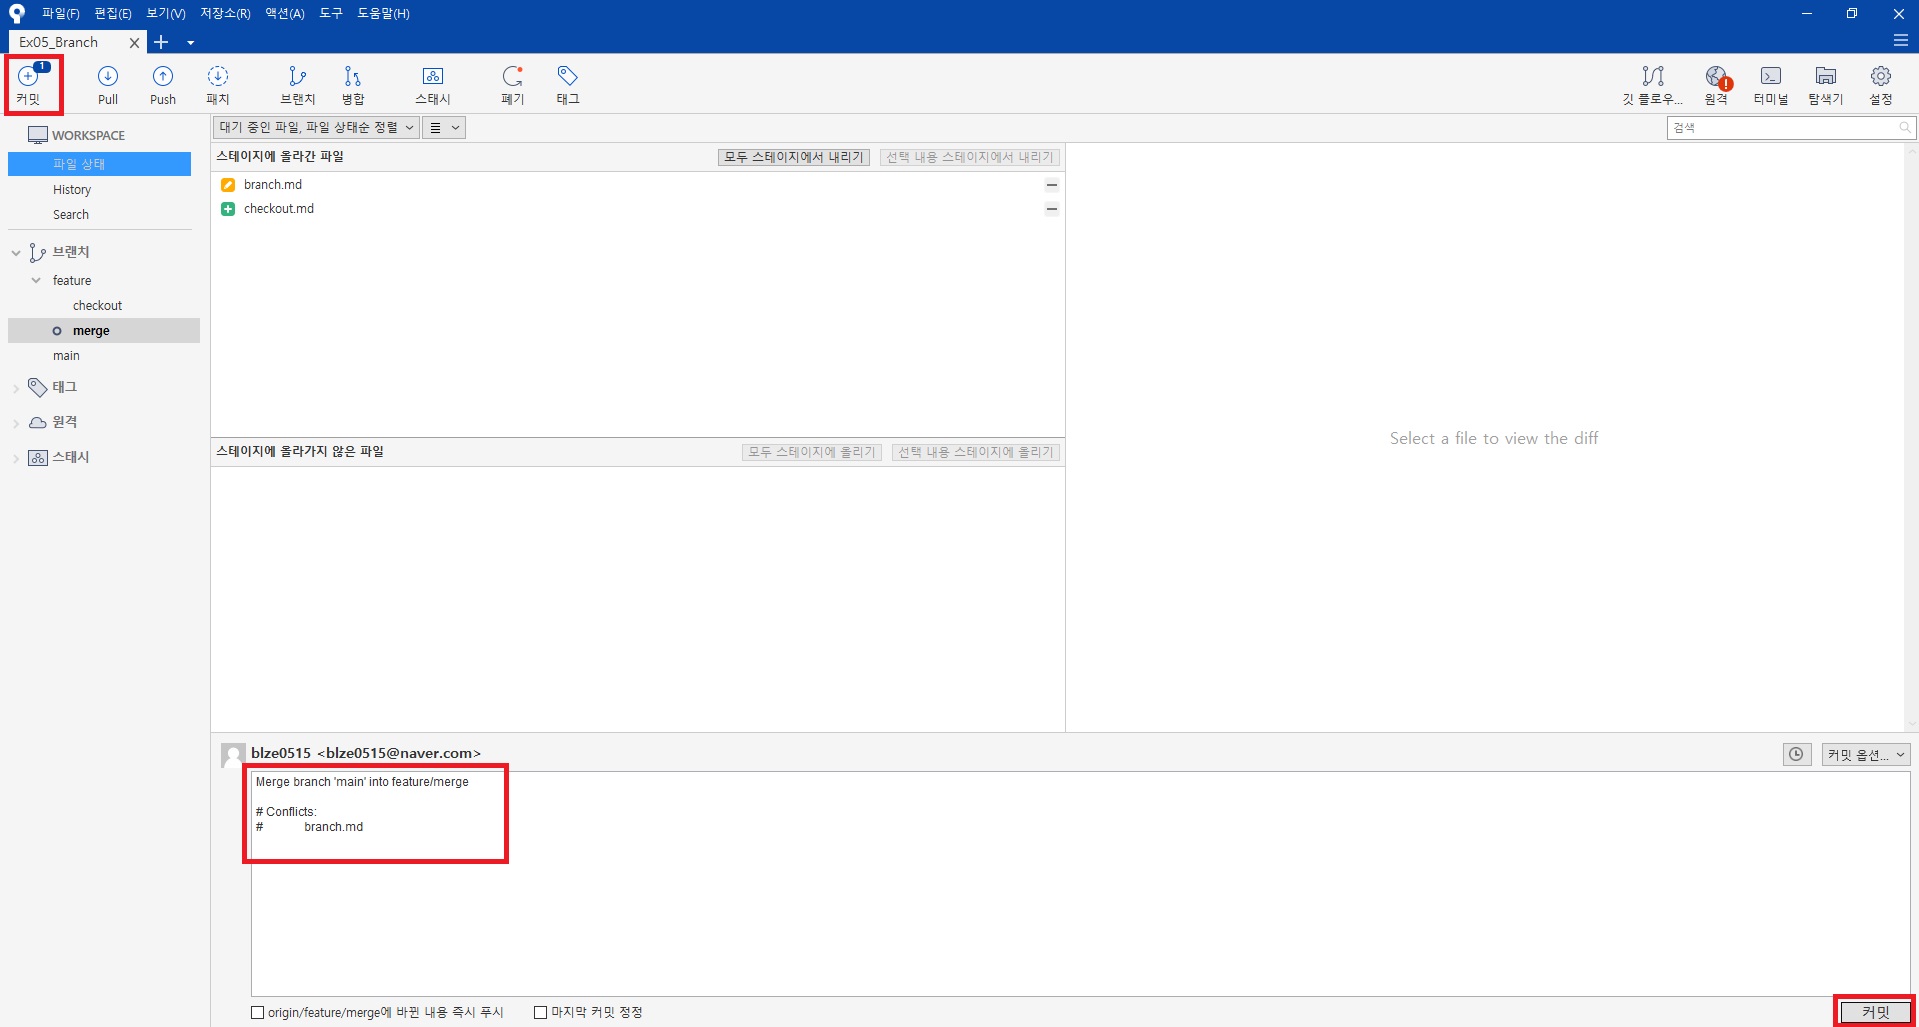 파일(F) 편집(E) 보기(V) 저장소(R) 액션(A) 도구 도움말(H)
Ex05_Branch
1
커밋 Pull Push 패치 브랜치 병합 스태시 폐기 태그 깃 플로우... 원격 터미널 탐색기 설정
WORKSPACE
파일 상태
History
Search
브랜치
feature
checkout
merge
main
태그
원격
스태시
대기 중인 파일, 파일 상태순 정렬
검색
스테이지에 올라간 파일 모두 스테이지에서 내리기 선택 내용 스테이지에서 내리기
branch.md
checkout.md
스테이지에 올라가지 않은 파일 모두 스테이지에 올리기 선택 내용 스테이지에 올리기
Select a file to view the diff
blze0515 <blze0515@naver.com>
커밋 옵션...
Merge branch 'main' into feature/merge
# Conflicts:
# branch.md
origin/feature/merge에 바뀐 내용 즉시 푸시 마지막 커밋 정정
커밋